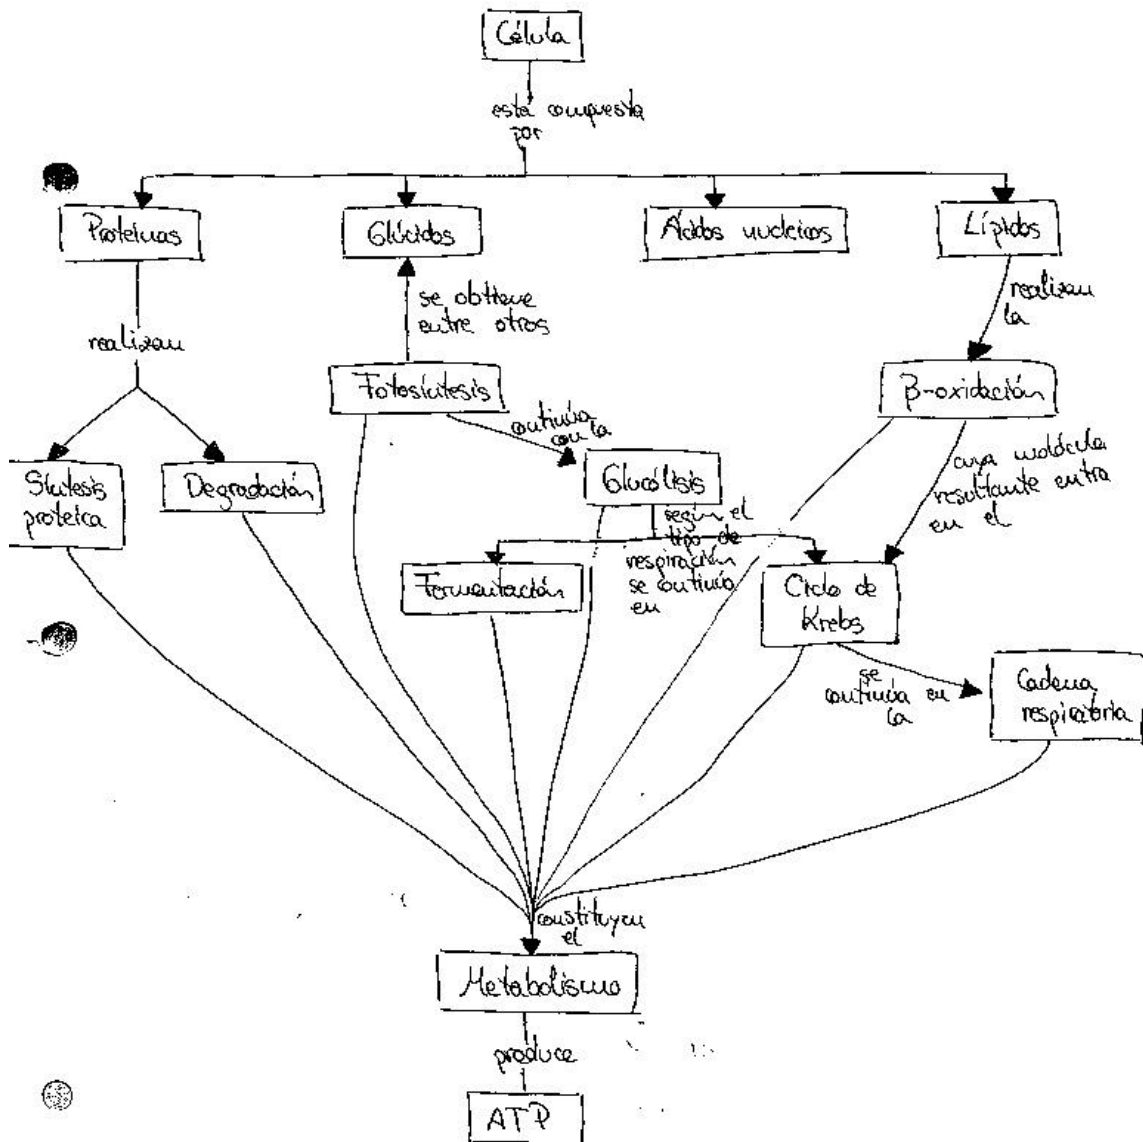 Célula
está compuesta
por
Proteínas
Glúcidos
Ácidos nucleicos
Lípidos
realizan
se obtiene
entre otros
realizan
la
Fotosíntesis
β-oxidación
continúa
con la
Síntesis
proteica
Degradación
Glucólisis
cuya molécula
resultante entra
en el
según el
tipo de
respiración
se continúa
en
Fermentación
Ciclo de
Krebs
se
continúa en
la
Cadena
respiratoria
constituyen
el
Metabolismo
produce
ATP